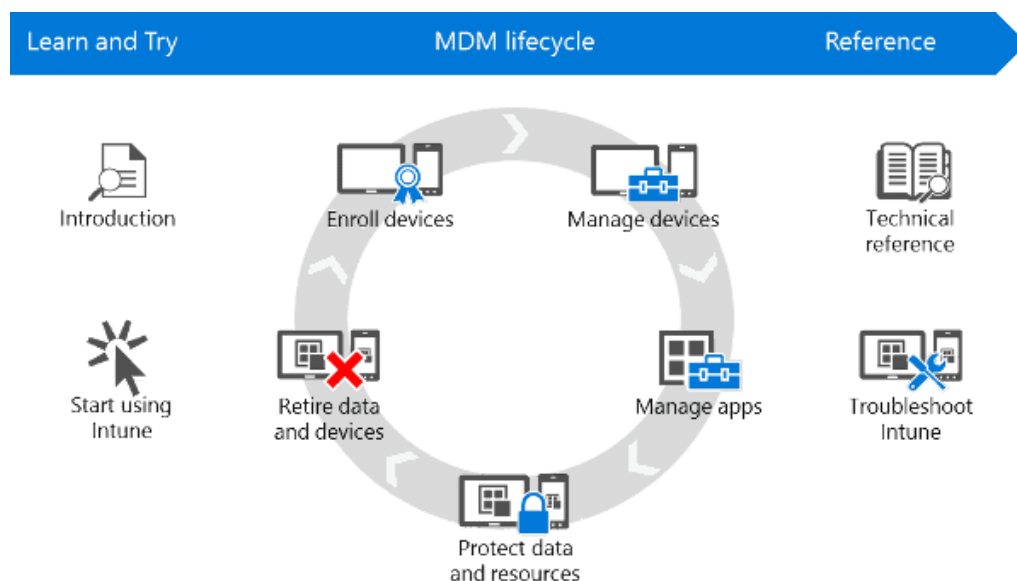 Learn and Try
MDM lifecycle
Reference
Introduction
Enroll devices
Manage devices
Technical
reference
Start using
Intune
Retire data
and devices
Manage apps
Troubleshoot
Intune
Protect data
and resources